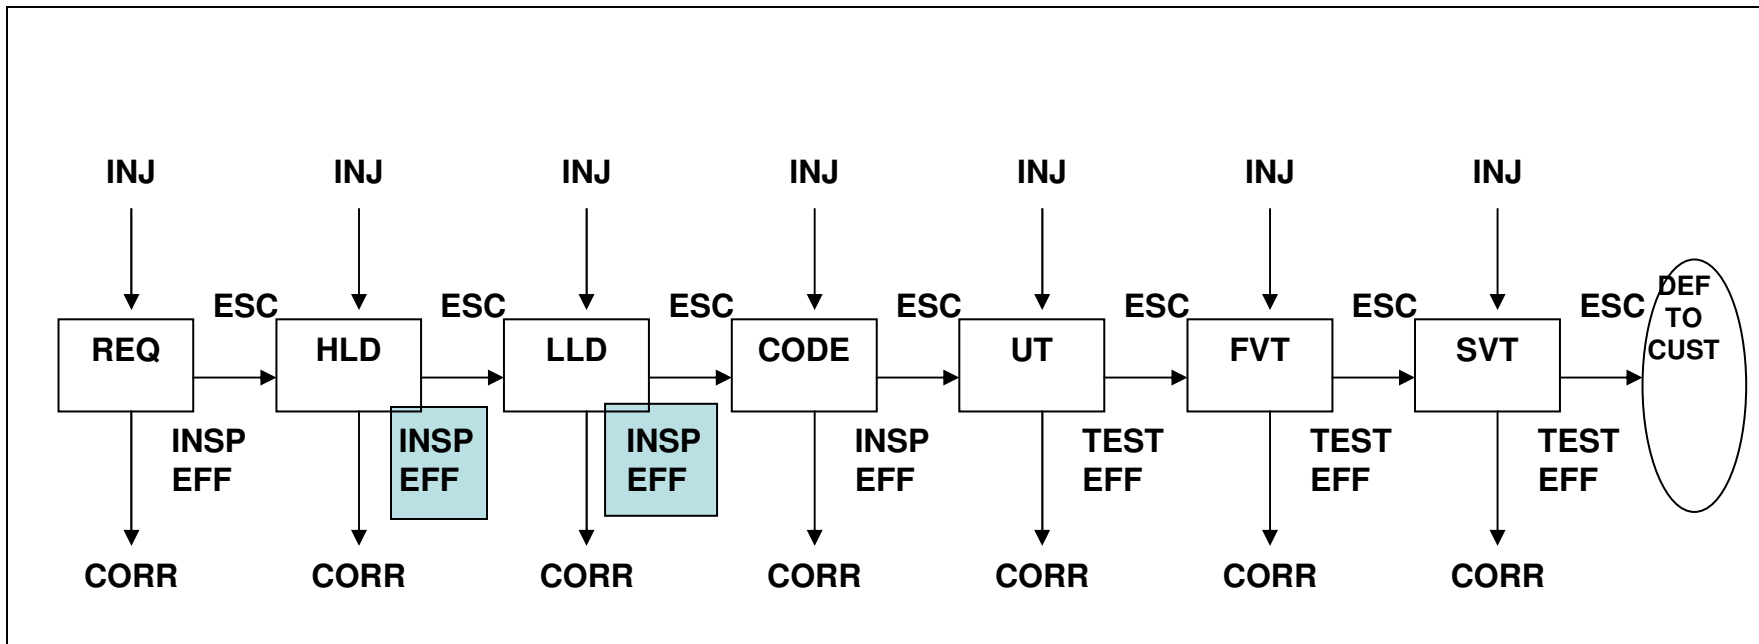 INJ INJ INJ INJ INJ INJ INJ
ESC ESC ESC ESC ESC ESC ESC
DEF
TO
CUST
REQ HLD LLD CODE UT FVT SVT
INSP INSP INSP INSP TEST TEST TEST
EFF EFF EFF EFF EFF EFF EFF
CORR CORR CORR CORR CORR CORR CORR